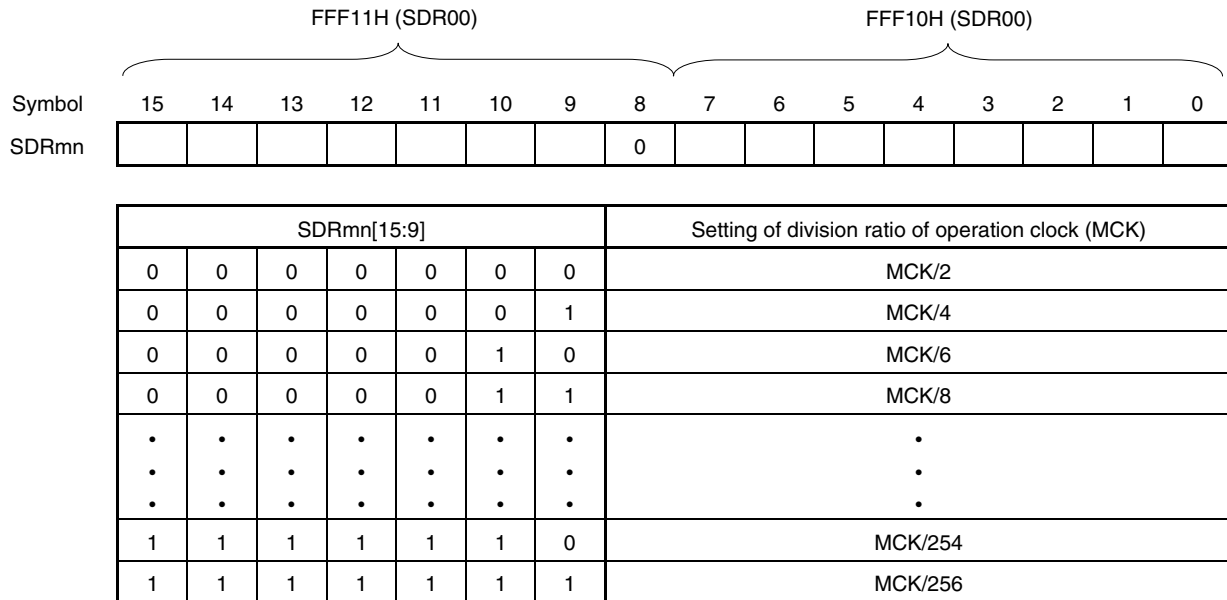 FFF11H (SDR00) FFF10H (SDR00)
Symbol 15 14 13 12 11 10 9 8 7 6 5 4 3 2 1 0
SDRmn 0
SDRmn[15:9] Setting of division ratio of operation clock (MCK)
0 0 0 0 0 0 0 MCK/2
0 0 0 0 0 0 1 MCK/4
0 0 0 0 0 1 0 MCK/6
0 0 0 0 0 1 1 MCK/8
• • • • • • • •
• • • • • • • •
• • • • • • • •
1 1 1 1 1 1 0 MCK/254
1 1 1 1 1 1 1 MCK/256